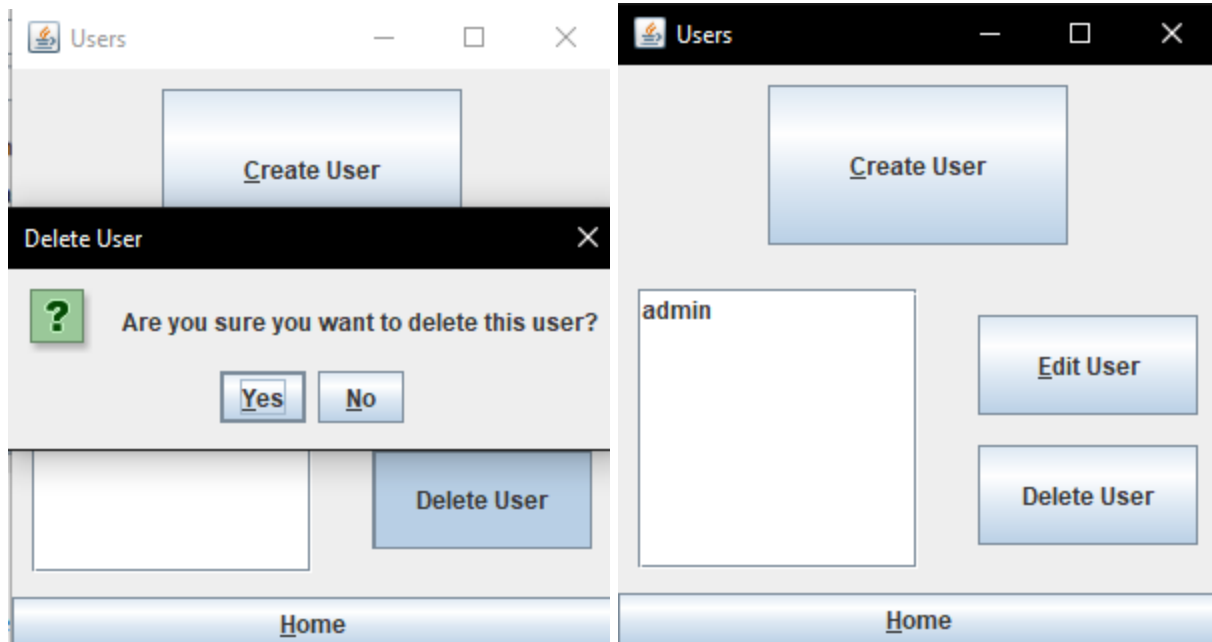 Users
Create User
Delete User
?
Are you sure you want to delete this user?
Yes No
Delete User
Home
Users
Create User
admin
Edit User
Delete User
Home